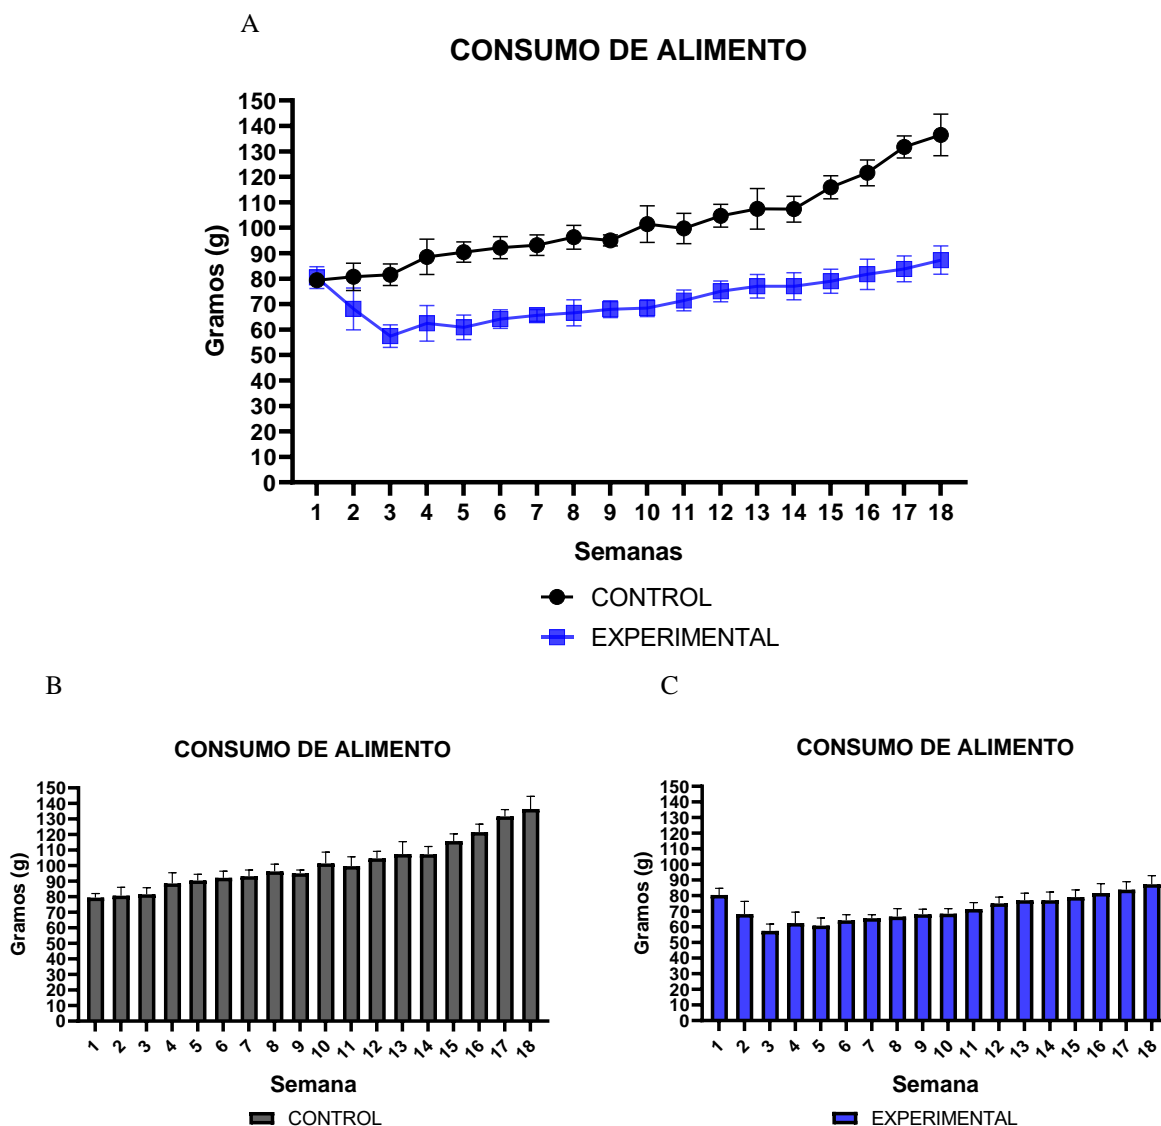 A
CONSUMO DE ALIMENTO
150
140
130
120
110
100
90
80
70
60
50
40
30
20
10
0
Gramos (g)
1 2 3 4 5 6 7 8 9 10 11 12 13 14 15 16 17 18
Semanas
CONTROL
EXPERIMENTAL
B
CONSUMO DE ALIMENTO
150
140
130
120
110
100
90
80
70
60
50
40
30
20
10
0
Gramos (g)
1 2 3 4 5 6 7 8 9 10 11 12 13 14 15 16 17 18
Semana
CONTROL
C
CONSUMO DE ALIMENTO
150
140
130
120
110
100
90
80
70
60
50
40
30
20
10
0
Gramos (g)
1 2 3 4 5 6 7 8 9 10 11 12 13 14 15 16 17 18
Semana
EXPERIMENTAL